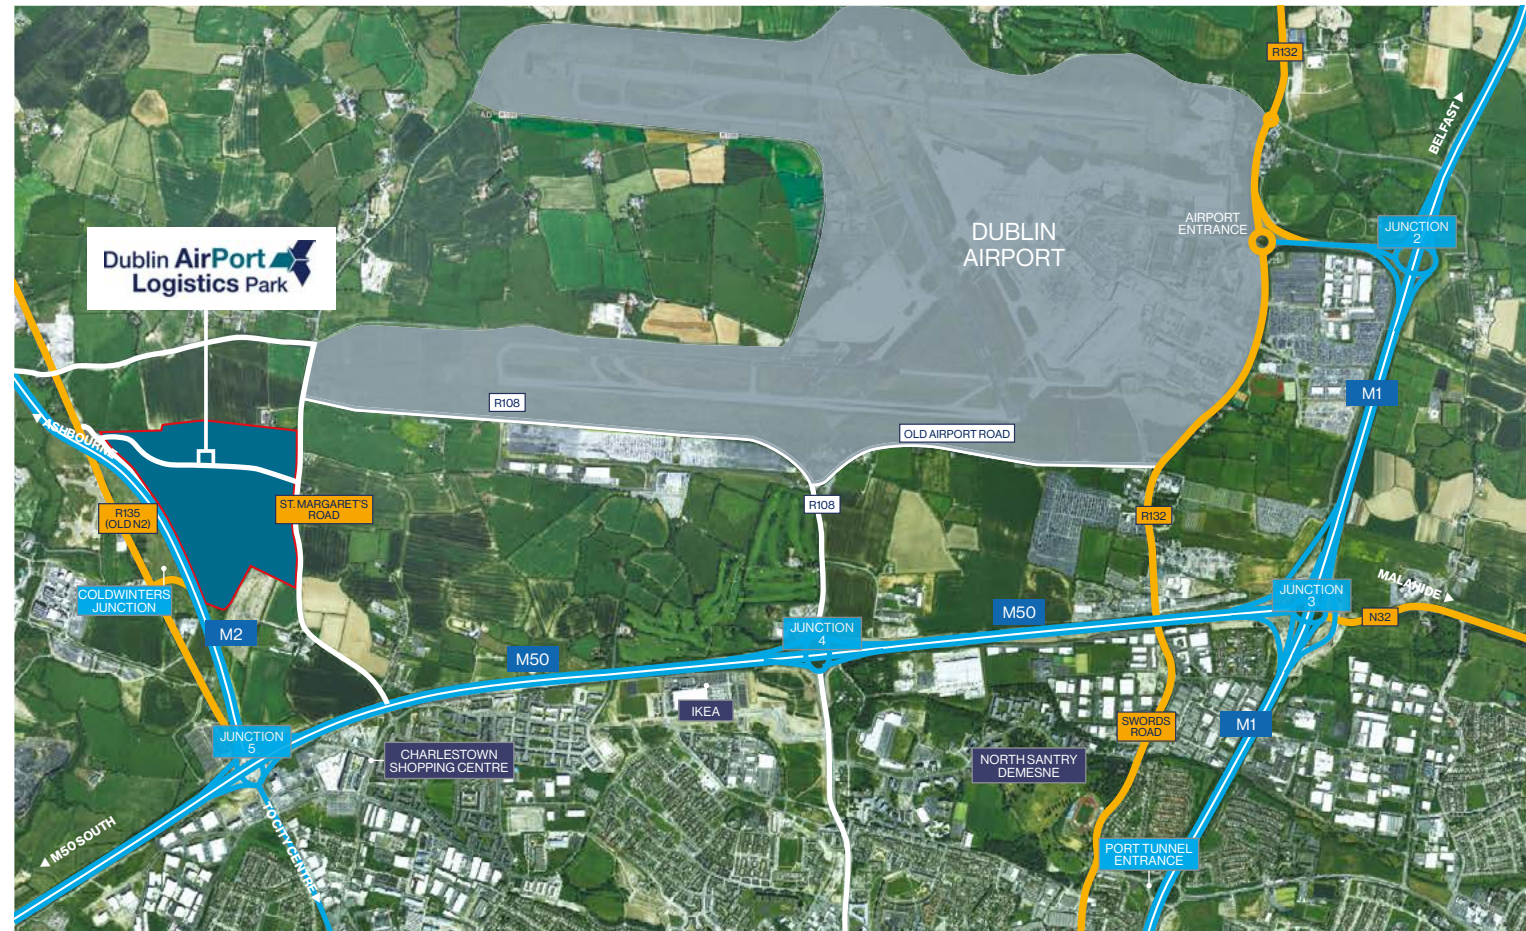 R132
BELFAST
R108
R108
AIRPORT
ENTRANCE
JUNCTION
2
DUBLIN
AIRPORT
Dublin AirPort
Logistics Park
M1
R108
ASHBOURNE
OLD AIRPORT ROAD
ST. MARGARET'S
ROAD
R108
R135
(OLD N2)
R132
MALAHIDE
COLDWINTERS
JUNCTION
JUNCTION
3
M50
N32
M2
JUNCTION
4
M50
IKEA
SWORDS
ROAD
M1
JUNCTION
5
CHARLESTOWN
SHOPPING CENTRE
NORTH SANTRY
DEMESNE
M50 SOUTH
TO CITY CENTRE
PORT TUNNEL
ENTRANCE